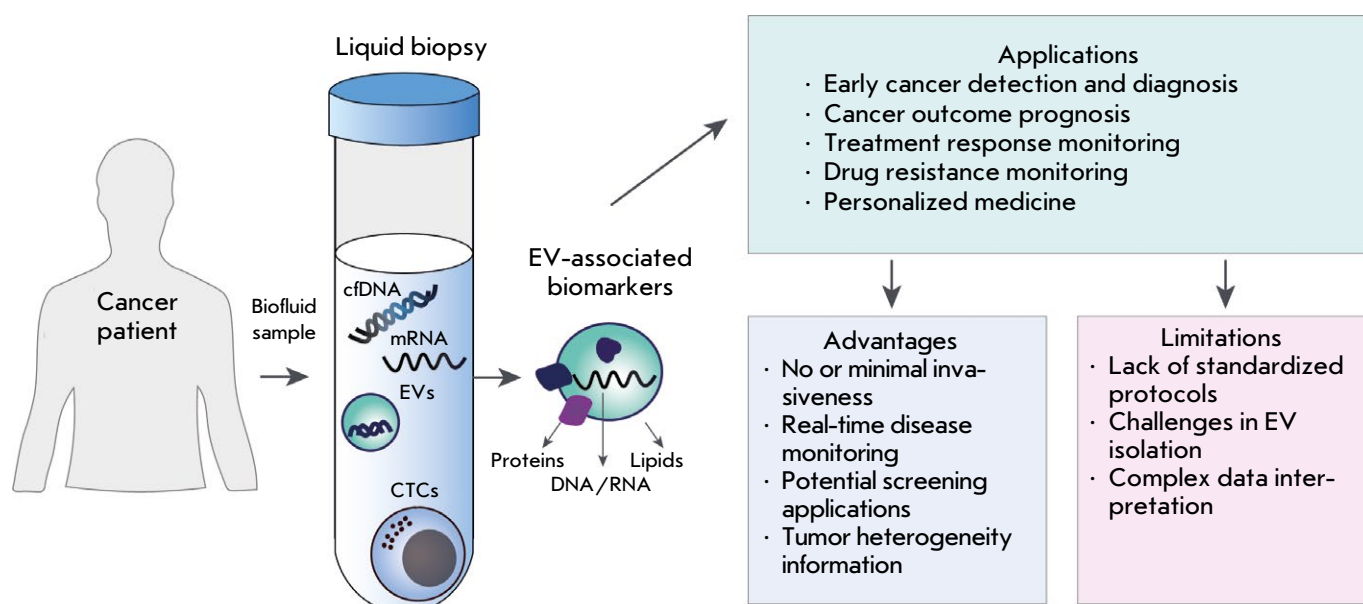 Liquid biopsy
Cancer
patient
Biofluid
sample
cfDNA
mRNA
EVs
CTCs
EV-associated
biomarkers
Proteins
Lipids
DNA/RNA
Applications
· Early cancer detection and diagnosis
· Cancer outcome prognosis
· Treatment response monitoring
· Drug resistance monitoring
· Personalized medicine
Advantages
· No or minimal inva-
siveness
· Real-time disease
monitoring
· Potential screening
applications
· Tumor heterogeneity
information
Limitations
· Lack of standardized
protocols
· Challenges in EV
isolation
· Complex data inter-
pretation